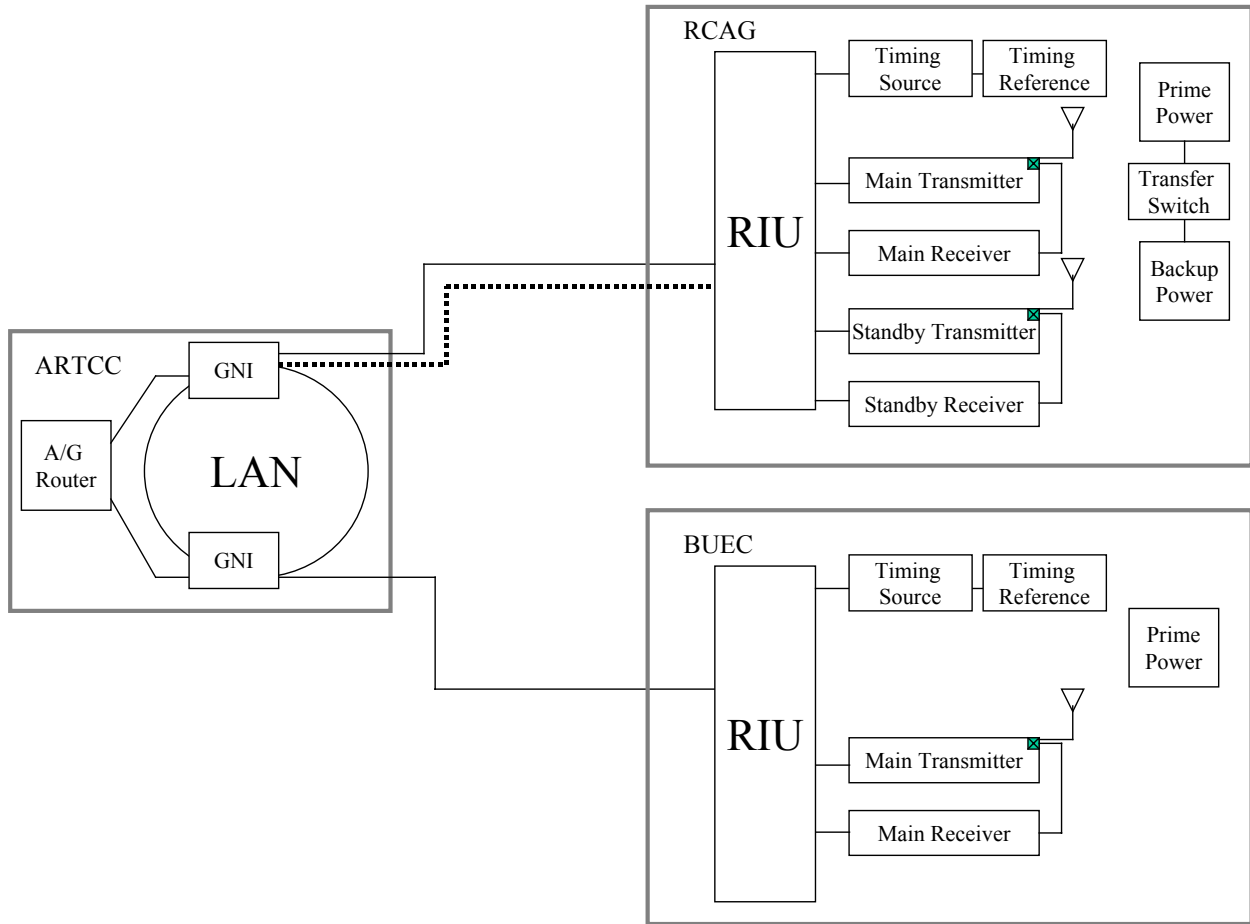 RCAG
Timing
Source
Timing
Reference
Prime
Power
Main Transmitter
Transfer
Switch
RIU
Main Receiver
Backup
Power
Standby Transmitter
Standby Receiver
ARTCC
GNI
A/G
Router
LAN
GNI
BUEC
Timing
Source
Timing
Reference
Prime
Power
RIU
Main Transmitter
Main Receiver